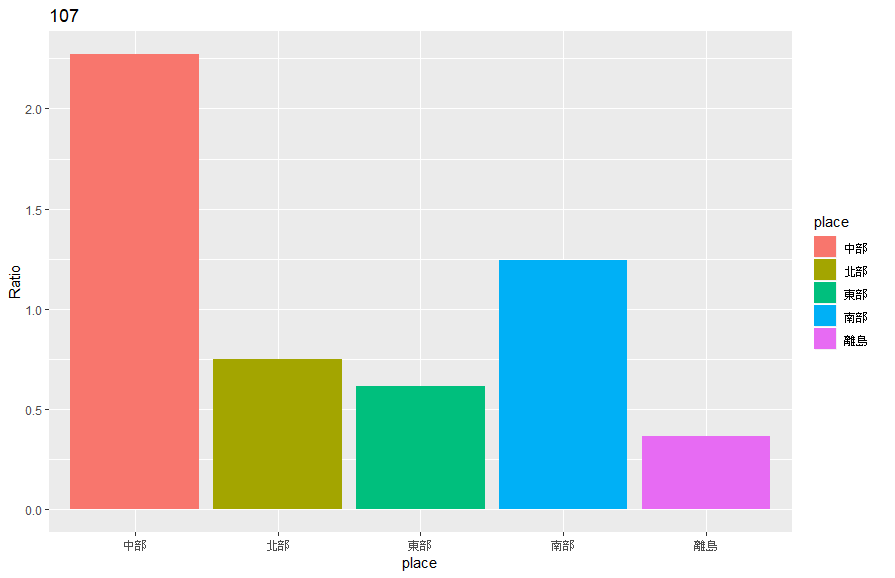 107
Ratio
2.0
1.5
1.0
0.5
0.0
中部 北部 東部 南部 離島
place
place
中部
北部
東部
南部
離島